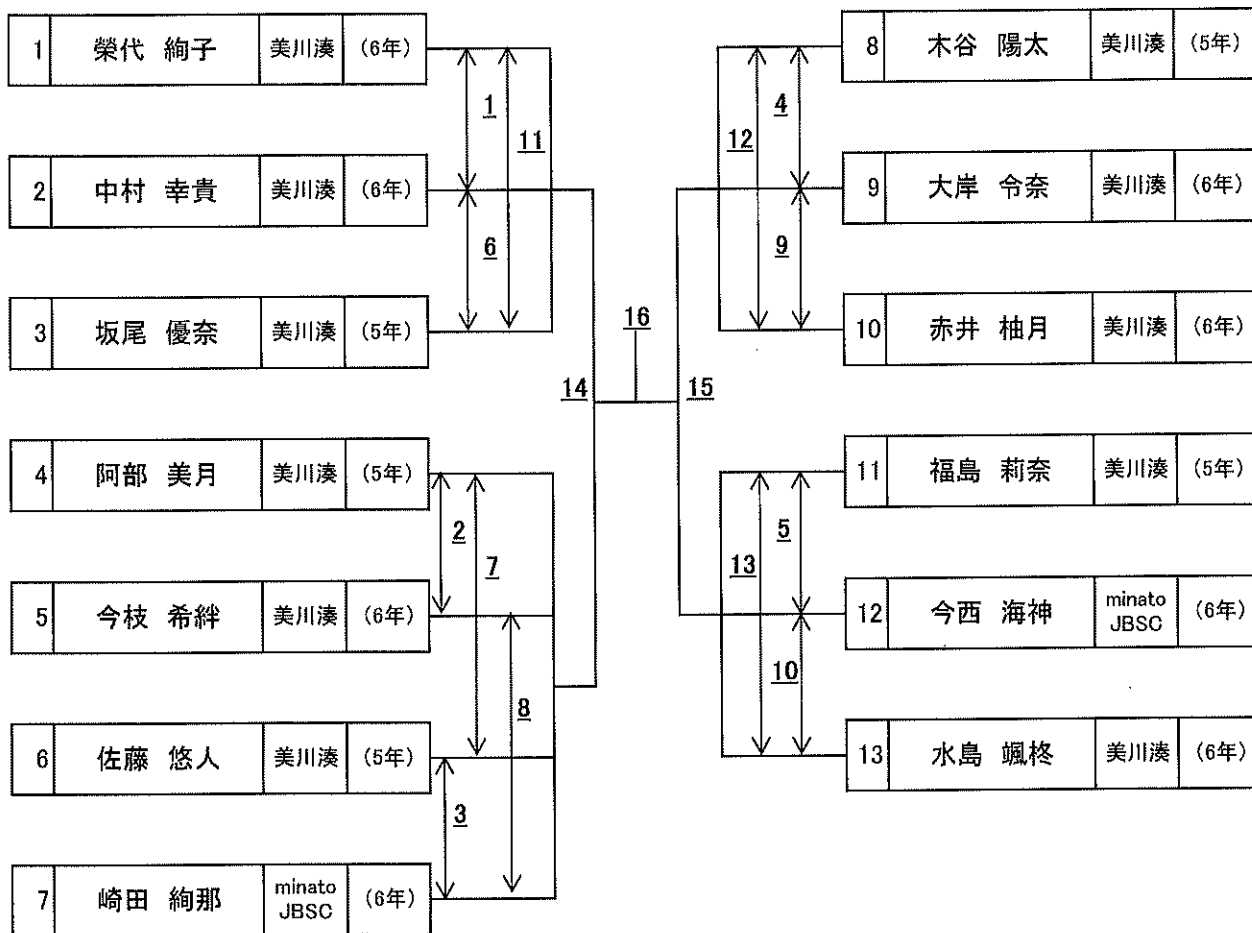 1 榮代 絢子 美川湊 (6年)
2 中村 幸貴 美川湊 (6年)
3 坂尾 優奈 美川湊 (5年)
4 阿部 美月 美川湊 (5年)
5 今枝 希絆 美川湊 (6年)
6 佐藤 悠人 美川湊 (5年)
7 崎田 絢那 minato JBSC (6年)
1
11
6
2
7
8
3
14
16
15
8 木谷 陽太 美川湊 (5年)
9 大岸 令奈 美川湊 (6年)
10 赤井 柚月 美川湊 (6年)
11 福島 莉奈 美川湊 (5年)
12 今西 海神 minato JBSC (6年)
13 水島 颯柊 美川湊 (6年)
4
12
9
5
13
10